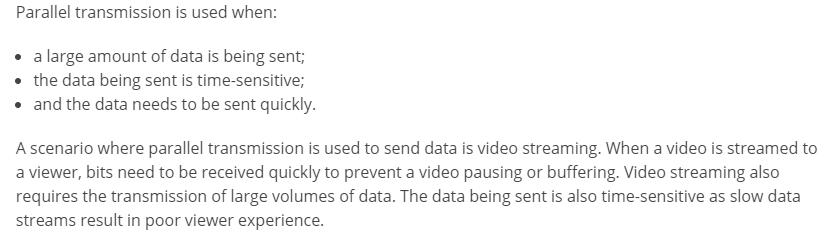 Parallel transmission is used when:
• a large amount of data is being sent;
• the data being sent is time-sensitive;
• and the data needs to be sent quickly.
A scenario where parallel transmission is used to send data is video streaming. When a video is streamed to
a viewer, bits need to be received quickly to prevent a video pausing or buffering. Video streaming also
requires the transmission of large volumes of data. The data being sent is also time-sensitive as slow data
streams result in poor viewer experience.